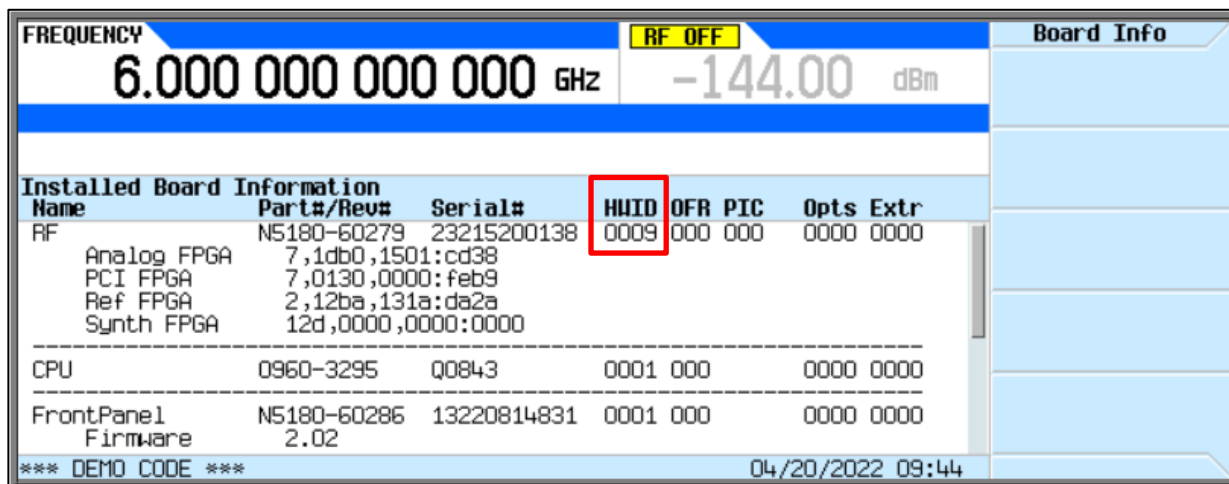 FREQUENCY RF OFF Board Info
6.000 000 000 000 GHz -144.00 dBm
Installed Board Information
Name Part#/Rev# Serial# HWID OFR PIC Opts Extr
RF N5180-60279 23215200138 0009 000 000 0000 0000
Analog FPGA 7,1db0,1501:cd38
PCI FPGA 7,0130,0000:feb9
Ref FPGA 2,12ba,131a:da2a
Synth FPGA 12d,0000,0000:0000
CPU 0960-3295 Q0843 0001 000 0000 0000
FrontPanel N5180-60286 13220814831 0001 000 0000 0000
Firmware 2.02
*** DEMO CODE *** 04/20/2022 09:44